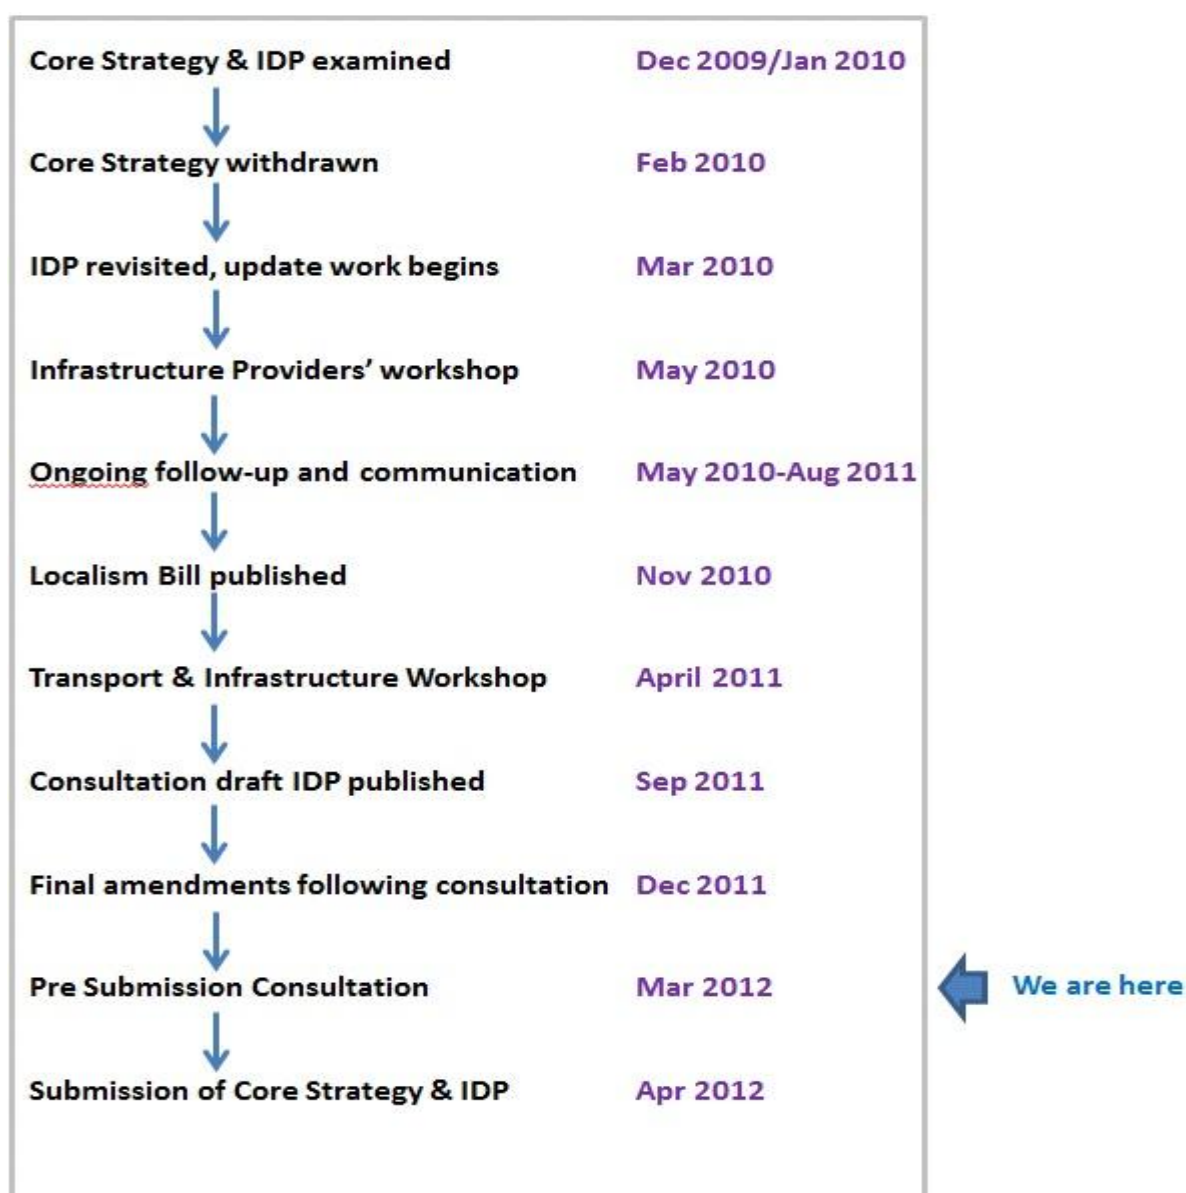 Core Strategy & IDP examined Dec 2009/Jan 2010
Core Strategy withdrawn Feb 2010
IDP revisited, update work begins Mar 2010
Infrastructure Providers’ workshop May 2010
Ongoing follow-up and communication May 2010-Aug 2011
Localism Bill published Nov 2010
Transport & Infrastructure Workshop April 2011
Consultation draft IDP published Sep 2011
Final amendments following consultation Dec 2011
Pre Submission Consultation Mar 2012 We are here
Submission of Core Strategy & IDP Apr 2012